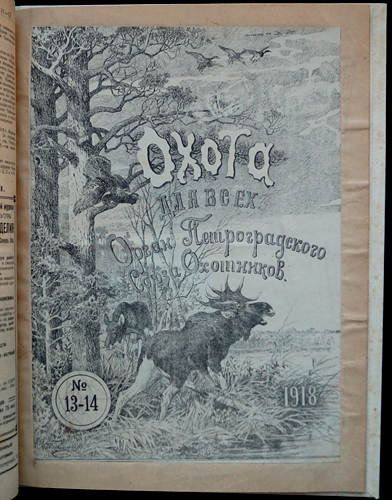 Охота
ДЛЯ ВСЕХ.
Орган Петроградского
Союза Охотников.
№
13-14
1918